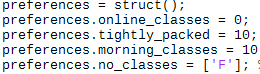 preferences = struct();
preferences.online_classes = 0;
preferences.tightly_packed = 10;
preferences.morning_classes = 10
preferences.no_classes = ['F'];